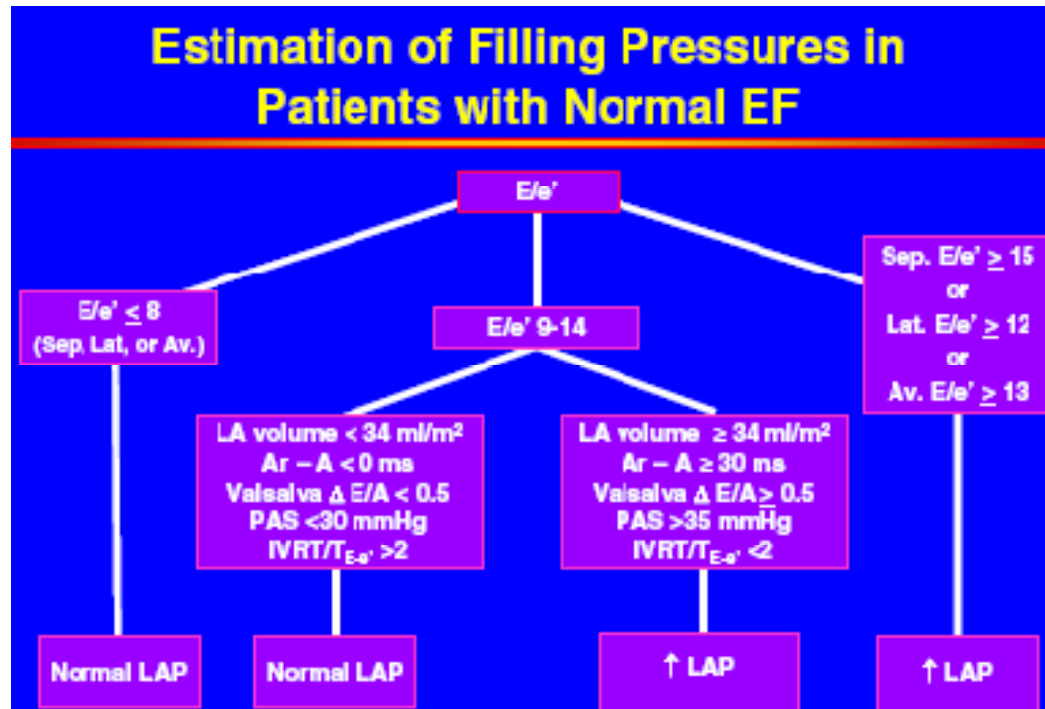 Estimation of Filling Pressures in
Patients with Normal EF
E/e'
E/e' ≤ 8
(Sep, Lat, or Av.)
E/e' 9-14
Sep. E/e' ≥ 15
or
Lat. E/e' ≥ 12
or
Av. E/e' ≥ 13
LA volume < 34 ml/m²
Ar – A < 0 ms
Valsalva Δ E/A < 0.5
PAS <30 mmHg
IVRT/T_E-e' >2
LA volume ≥ 34 ml/m²
Ar – A ≥ 30 ms
Valsalva Δ E/A ≥ 0.5
PAS >35 mmHg
IVRT/T_E-e' <2
Normal LAP
Normal LAP
↑ LAP
↑ LAP